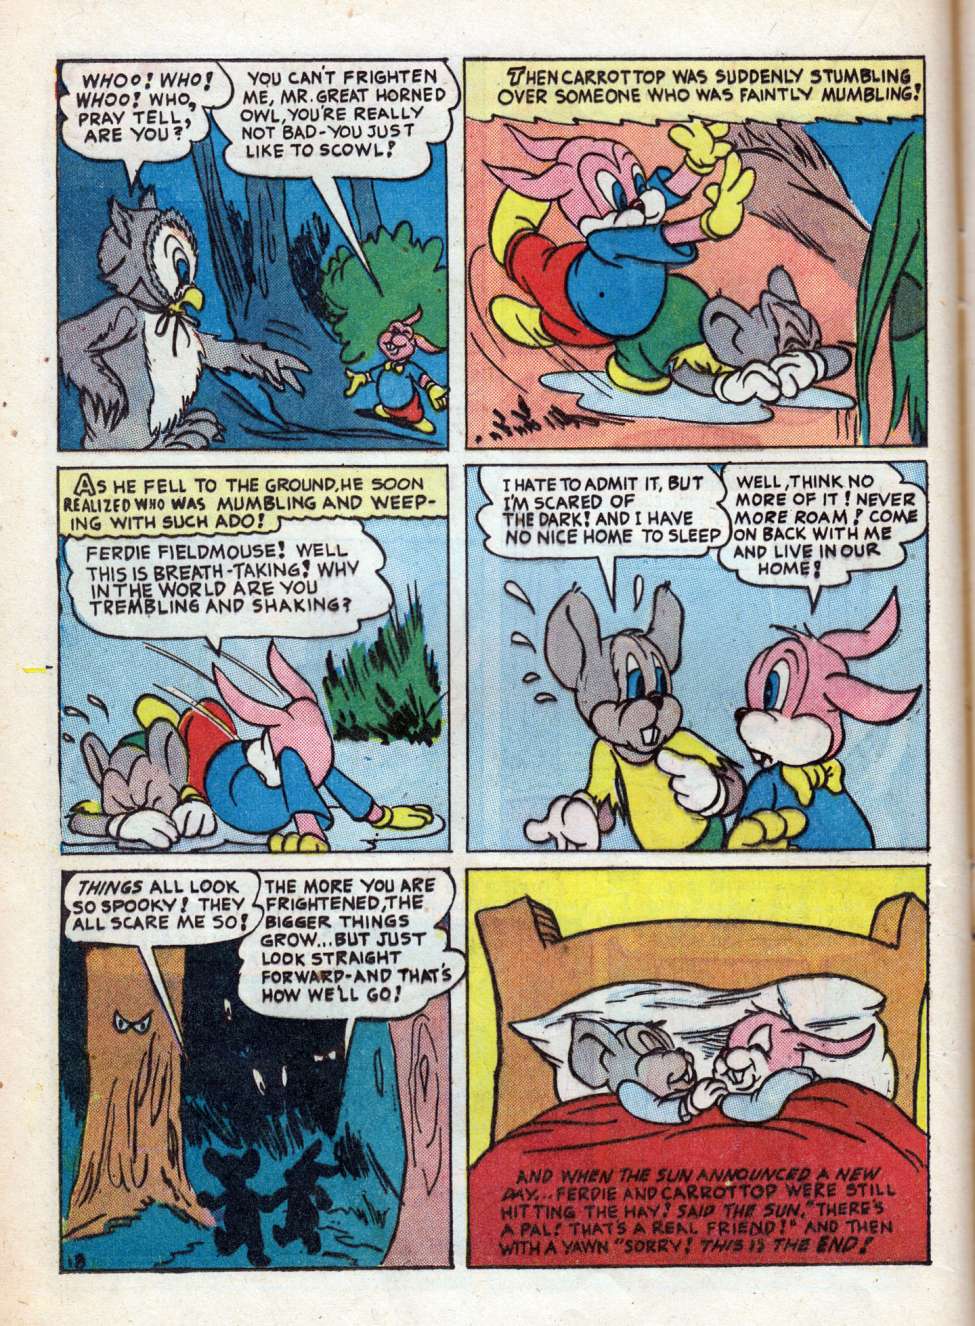 WHOO! WHO!
WHOO! WHO,
PRAY TELL,
ARE YOU?
YOU CAN'T FRIGHTEN
ME, MR. GREAT HORNED
OWL, YOU'RE REALLY
NOT BAD-YOU JUST
LIKE TO SCOWL!
THEN CARROTTOP WAS SUDDENLY STUMBLING
OVER SOMEONE WHO WAS FAINTLY MUMBLING!
AS HE FELL TO THE GROUND, HE SOON
REALIZED WHO WAS MUMBLING AND WEEP-
ING WITH SUCH ADO!
FERDIE FIELDMOUSE! WELL
THIS IS BREATH-TAKING! WHY
IN THE WORLD ARE YOU
TREMBLING AND SHAKING?
I HATE TO ADMIT IT, BUT
I'M SCARED OF
THE DARK! AND I HAVE
NO NICE HOME TO SLEEP
WELL, THINK NO
MORE OF IT! NEVER
MORE ROAM! COME
ON BACK WITH ME
AND LIVE IN OUR
HOME!
THINGS ALL LOOK
SO SPOOKY! THEY
ALL SCARE ME SO!
THE MORE YOU ARE
FRIGHTENED, THE
BIGGER THINGS
GROW... BUT JUST
LOOK STRAIGHT
FORWARD-AND THAT'S
HOW WE'LL GO!
18
AND WHEN THE SUN ANNOUNCED A NEW
DAY... FERDIE AND CARROTTOP WERE STILL
HITTING THE HAY! SAID THE SUN, "THERE'S
A PAL! THAT'S A REAL FRIEND!" AND THEN
WITH A YAWN "SORRY! THIS IS THE END!